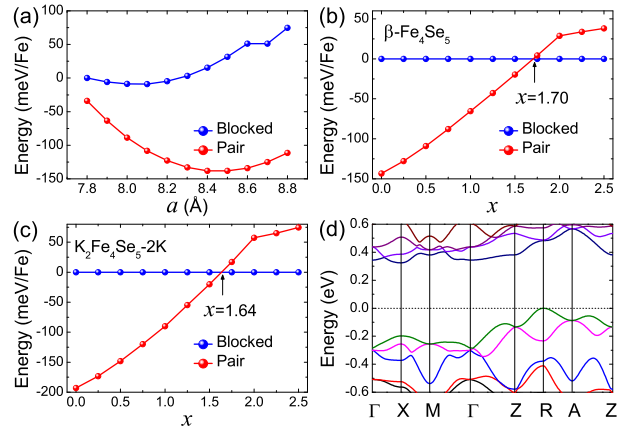 (a)
Energy (meV/Fe)
100
50
0
-50
-100
-150
7.8 8.0 8.2 8.4 8.6 8.8
a (Å)
Blocked
Pair
(b)
β-Fe₄Se₅
Energy (meV/Fe)
50
0
-50
-100
-150
0.0 0.5 1.0 1.5 2.0 2.5
x
x=1.70
Blocked
Pair
(c)
K₂Fe₄Se₅-2K
Energy (meV/Fe)
50
0
-50
-100
-150
-200
0.0 0.5 1.0 1.5 2.0 2.5
x
x=1.64
Blocked
Pair
(d)
Energy (eV)
0.6
0.4
0.2
0.0
-0.2
-0.4
-0.6
Γ X M Γ Z R A Z